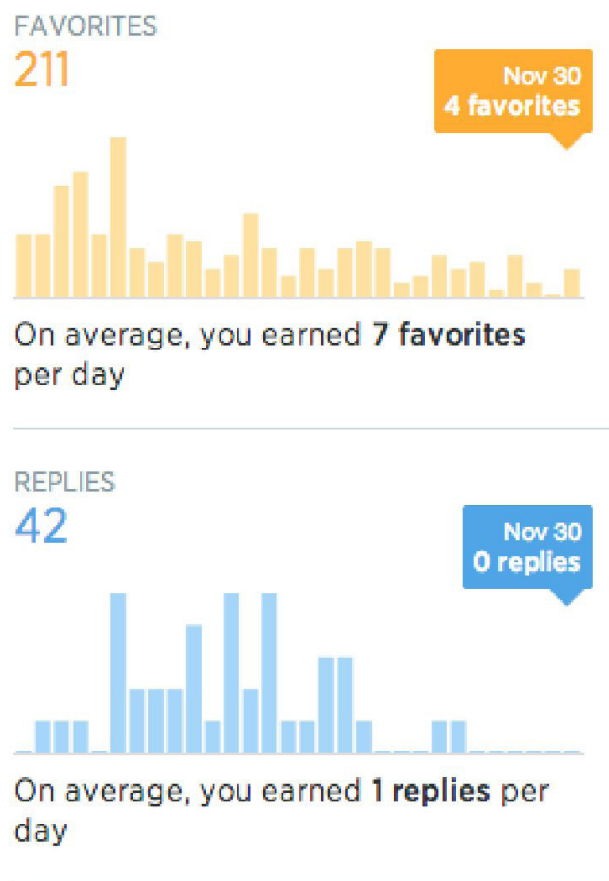 FAVORITES
211
Nov 30
4 favorites
On average, you earned 7 favorites
per day
REPLIES
42
Nov 30
0 replies
On average, you earned 1 replies per
day